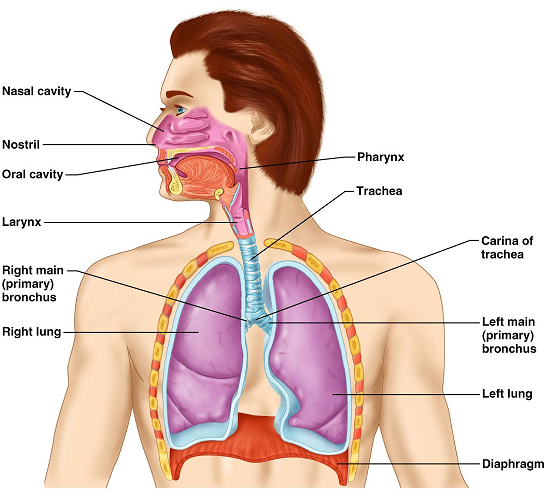 Nasal cavity
Nostril
Oral cavity
Larynx
Right main
(primary)
bronchus
Right lung
Pharynx
Trachea
Carina of
trachea
Left main
(primary)
bronchus
Left lung
Diaphragm